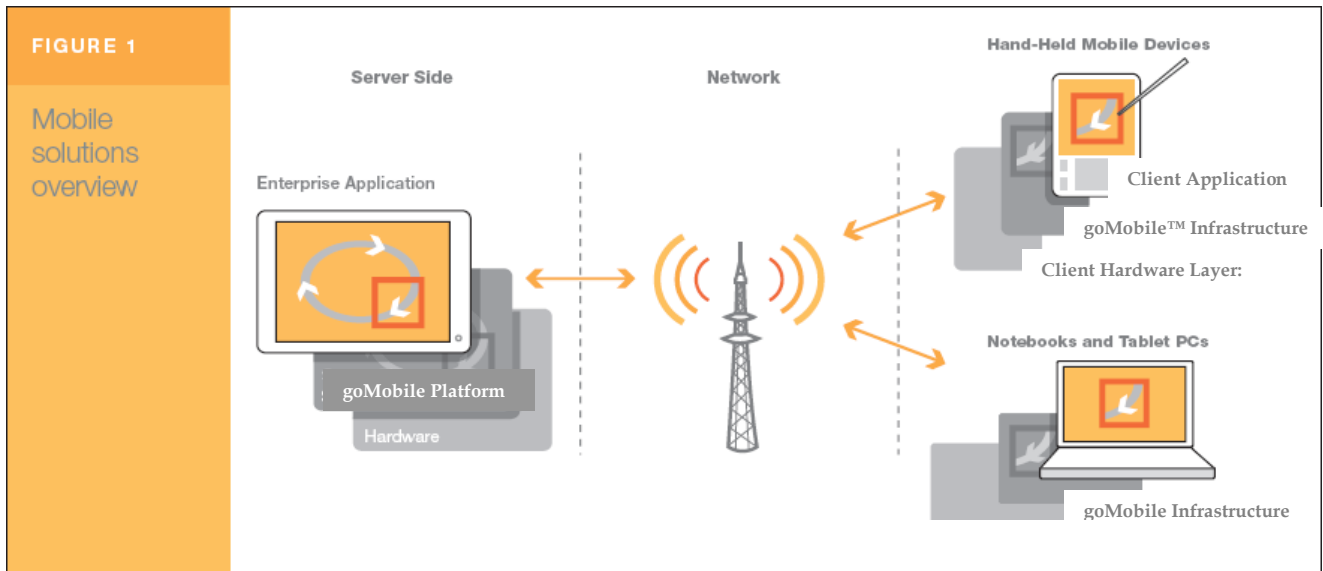 FIGURE 1
Mobile
solutions
overview
Server Side
Enterprise Application
goMobile Platform
Hardware
Network
Hand-Held Mobile Devices
Client Application
goMobile™ Infrastructure
Client Hardware Layer:
Notebooks and Tablet PCs
goMobile Infrastructure